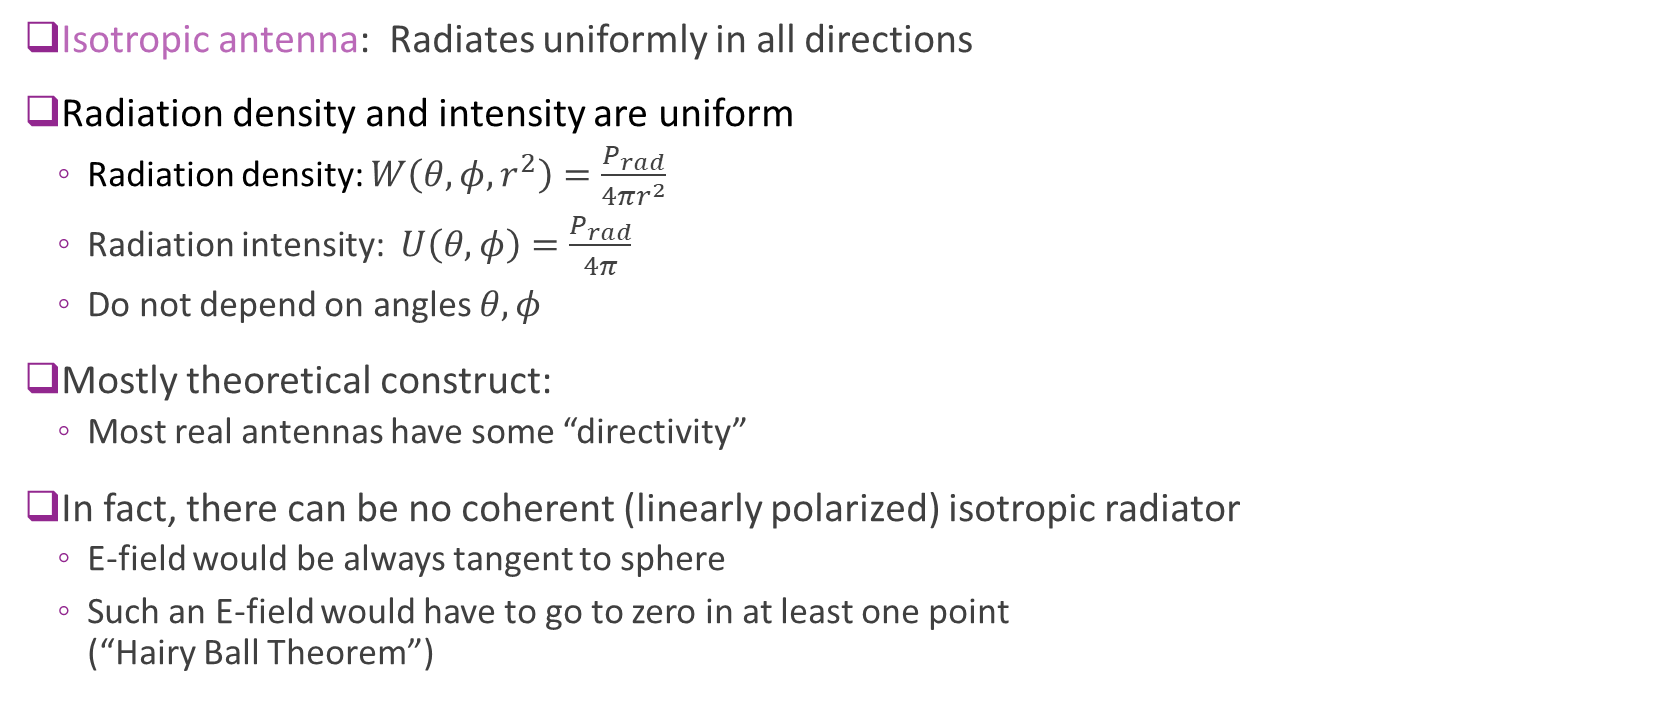 ❑Isotropic antenna: Radiates uniformly in all directions
❑Radiation density and intensity are uniform
◦ Radiation density: 𝑊(𝜃, 𝜙, 𝑟²) = 𝑃𝑟𝑎𝑑/4𝜋𝑟²
◦ Radiation intensity: 𝑈(𝜃, 𝜙) = 𝑃𝑟𝑎𝑑/4𝜋
◦ Do not depend on angles 𝜃, 𝜙
❑Mostly theoretical construct:
◦ Most real antennas have some “directivity”
❑In fact, there can be no coherent (linearly polarized) isotropic radiator
◦ E-field would be always tangent to sphere
◦ Such an E-field would have to go to zero in at least one point
(“Hairy Ball Theorem”)